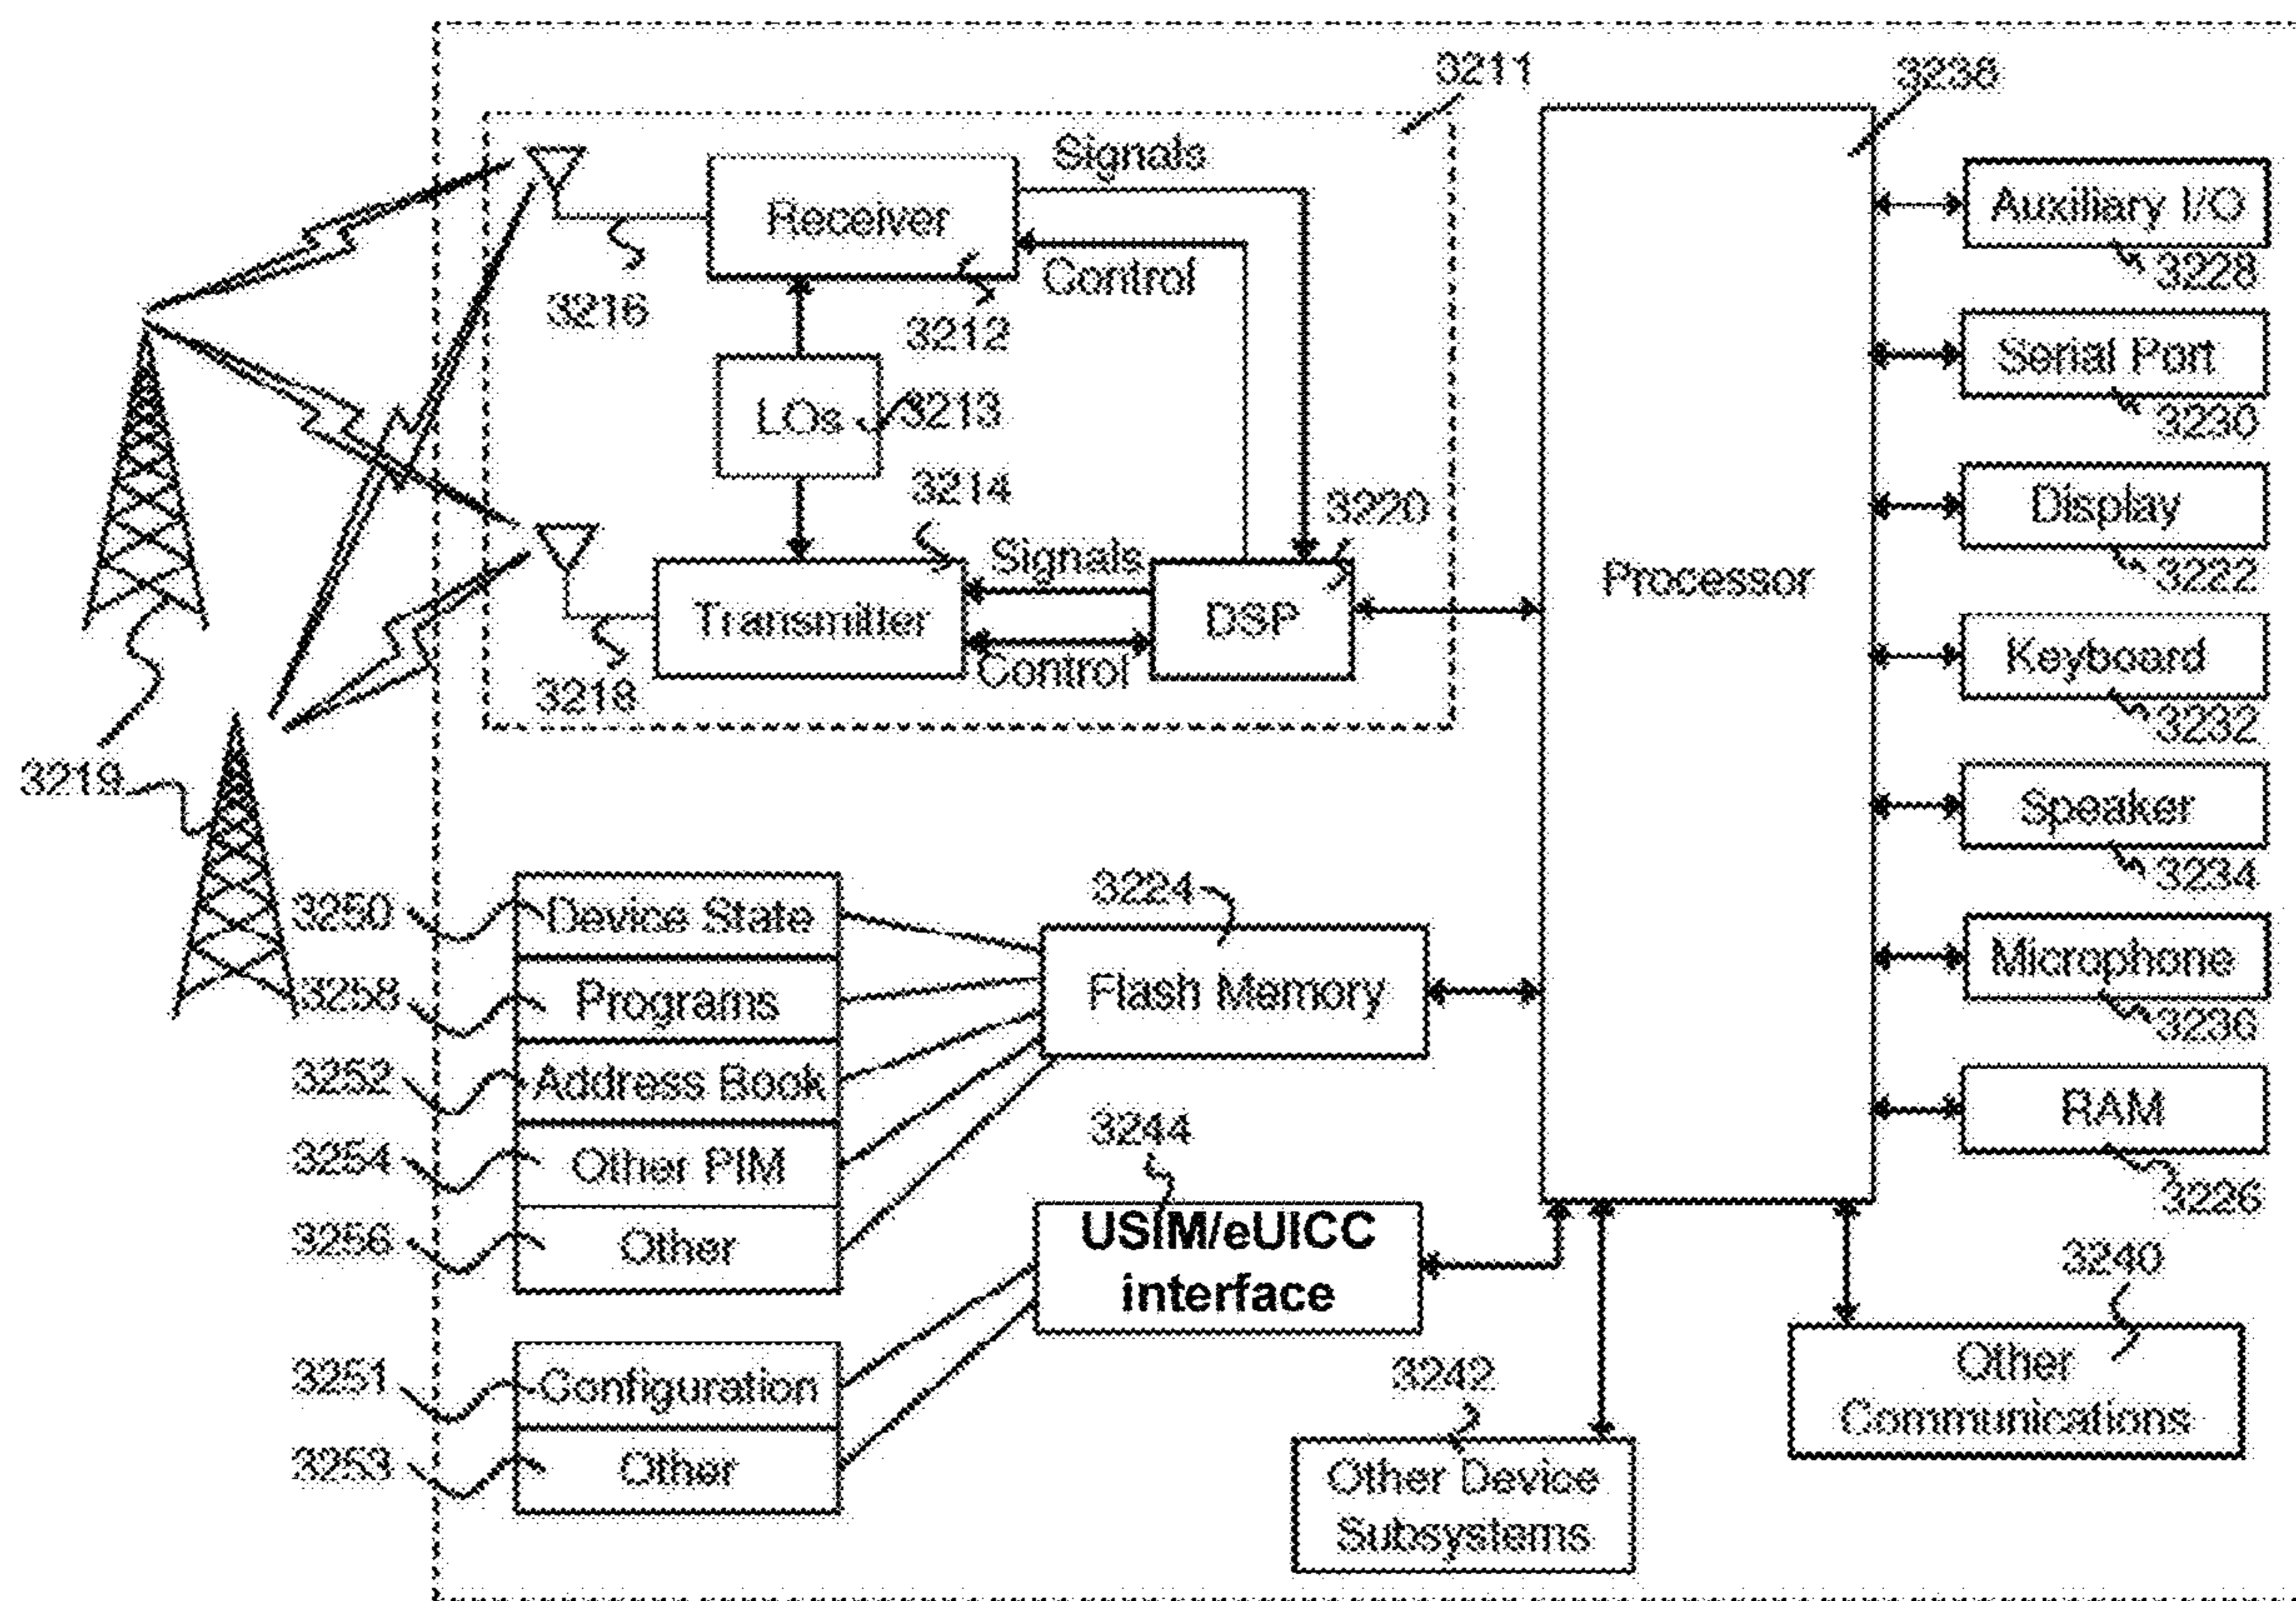 3211
3238
Signals
Receiver
Control
Auxiliary I/O
3228
3216
3212
Serial Port
3230
LOs
3213
3214
3220
Display
3222
Signals
Transmitter
DSP
Processor
Control
3218
Keyboard
3232
3219
Speaker
3234
3224
3250
Device State
Microphone
3236
3258
Programs
Flash Memory
3252
Address Book
RAM
3226
3254
Other PIM
3244
3256
Other
USIM/eUICC
interface
3240
3251
Configuration
3242
Other
Communications
3253
Other
Other Device
Subsystems